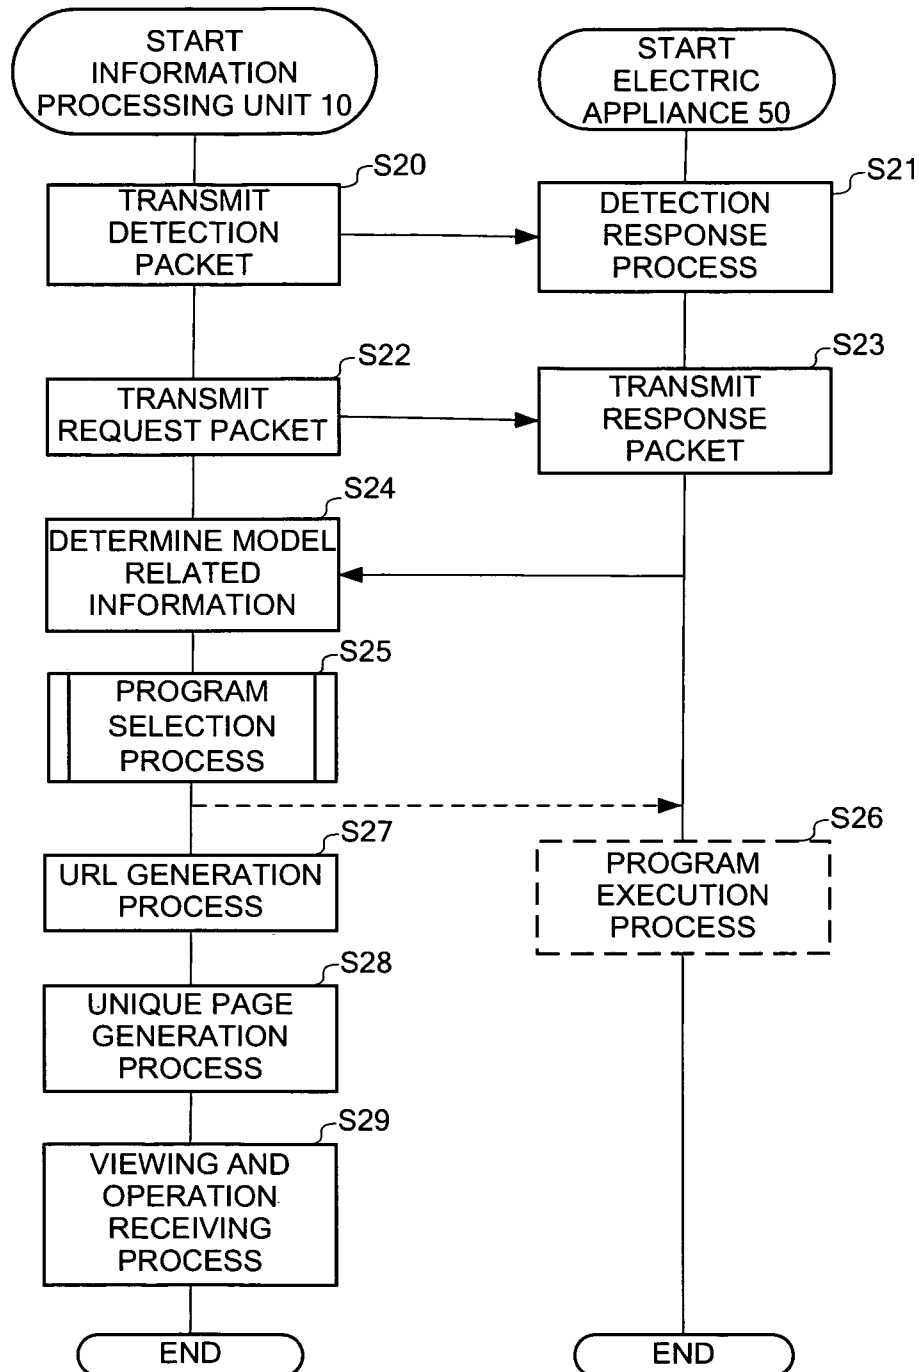 START
INFORMATION
PROCESSING UNIT 10
START
ELECTRIC
APPLIANCE 50
S20
TRANSMIT
DETECTION
PACKET
S21
DETECTION
RESPONSE
PROCESS
S22
TRANSMIT
REQUEST PACKET
S23
TRANSMIT
RESPONSE
PACKET
S24
DETERMINE MODEL
RELATED
INFORMATION
S25
PROGRAM
SELECTION
PROCESS
S27
URL GENERATION
PROCESS
S26
PROGRAM
EXECUTION
PROCESS
S28
UNIQUE PAGE
GENERATION
PROCESS
S29
VIEWING AND
OPERATION
RECEIVING
PROCESS
END
END